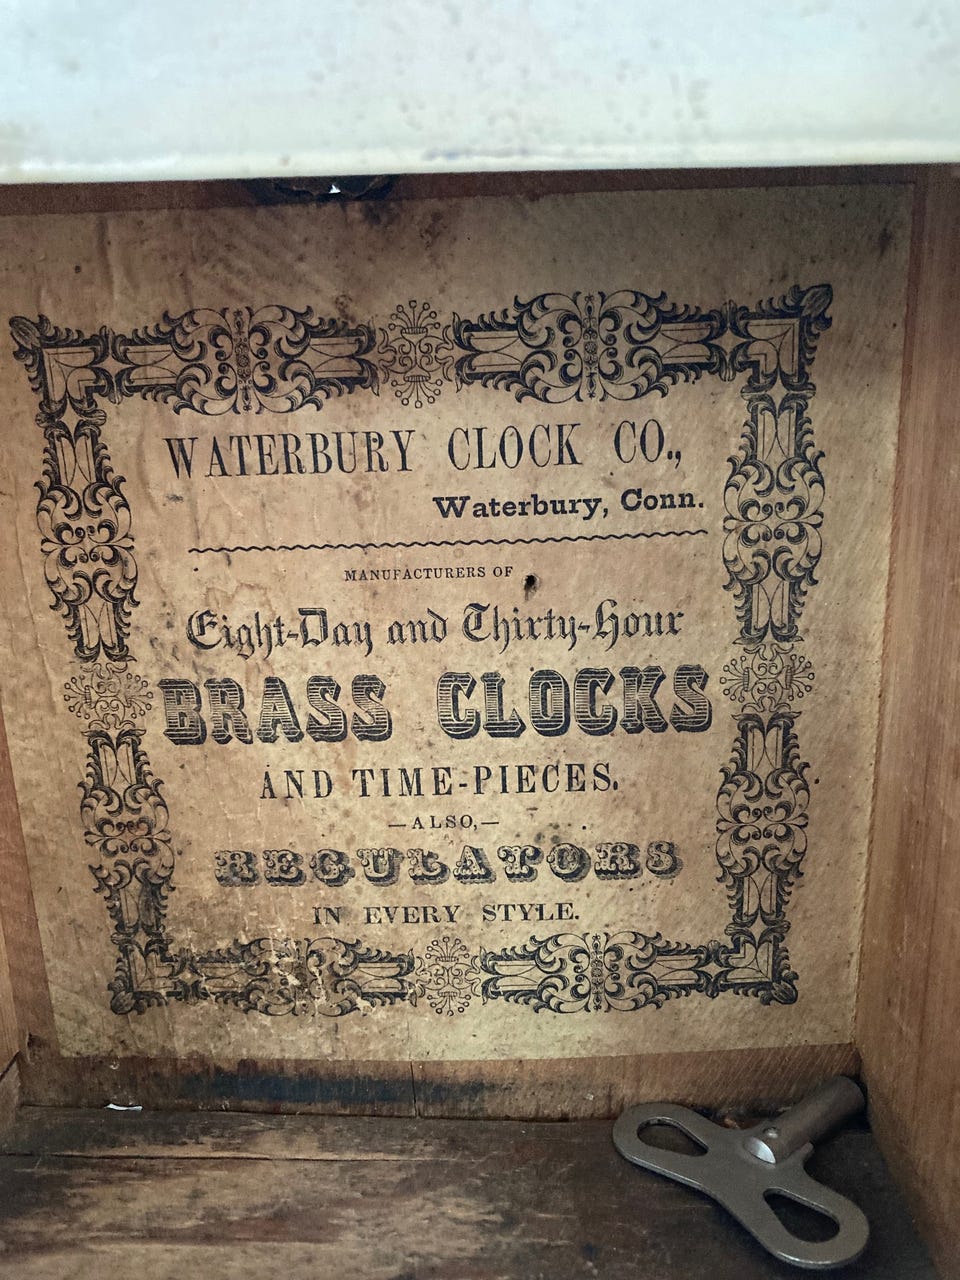 WATERBURY CLOCK CO.,
Waterbury, Conn.
MANUFACTURERS OF
Eight-Day and Thirty-Hour
BRASS CLOCKS
AND TIME-PIECES.
—ALSO,—
REGULATORS
IN EVERY STYLE.